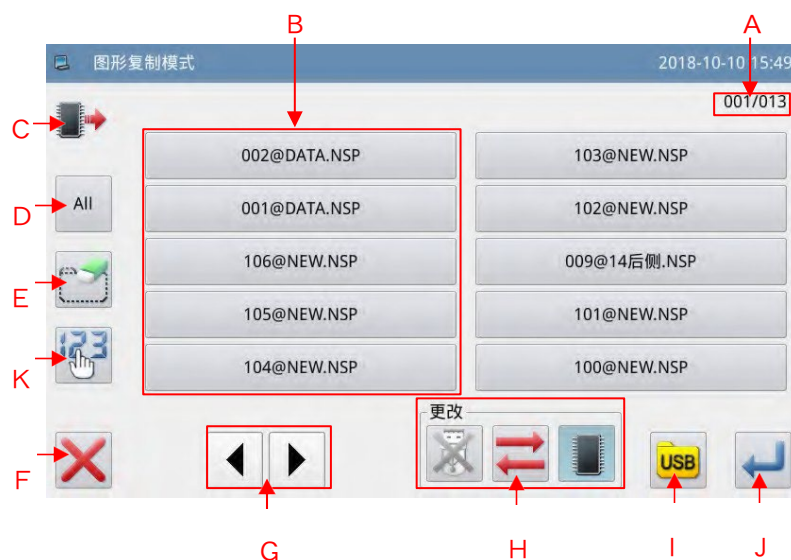 B
A
图形复制模式
2018-10-10 15:49
001/013
C
002@DATA.NSP
103@NEW.NSP
D
All
001@DATA.NSP
102@NEW.NSP
106@NEW.NSP
009@14后侧.NSP
E
105@NEW.NSP
101@NEW.NSP
123
K
104@NEW.NSP
100@NEW.NSP
更改
F
USB
G
H
I
J